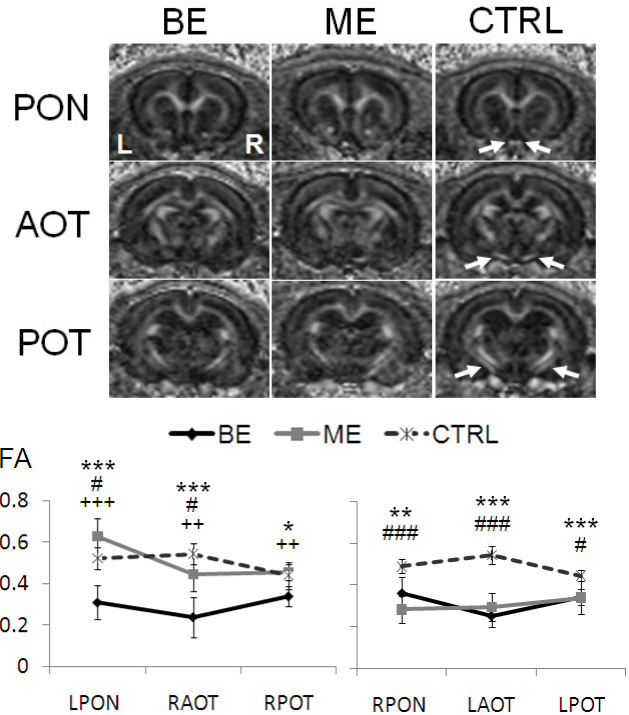 BE ME CTRL
PON
L R
AOT
POT
BE ME CTRL
FA
*** *** * ** *** ***
# # ++ ### ### #
+++ ++
0.8
0.6
0.4
0.2
0
LPON RAOT RPOT RPON LAOT LPOT